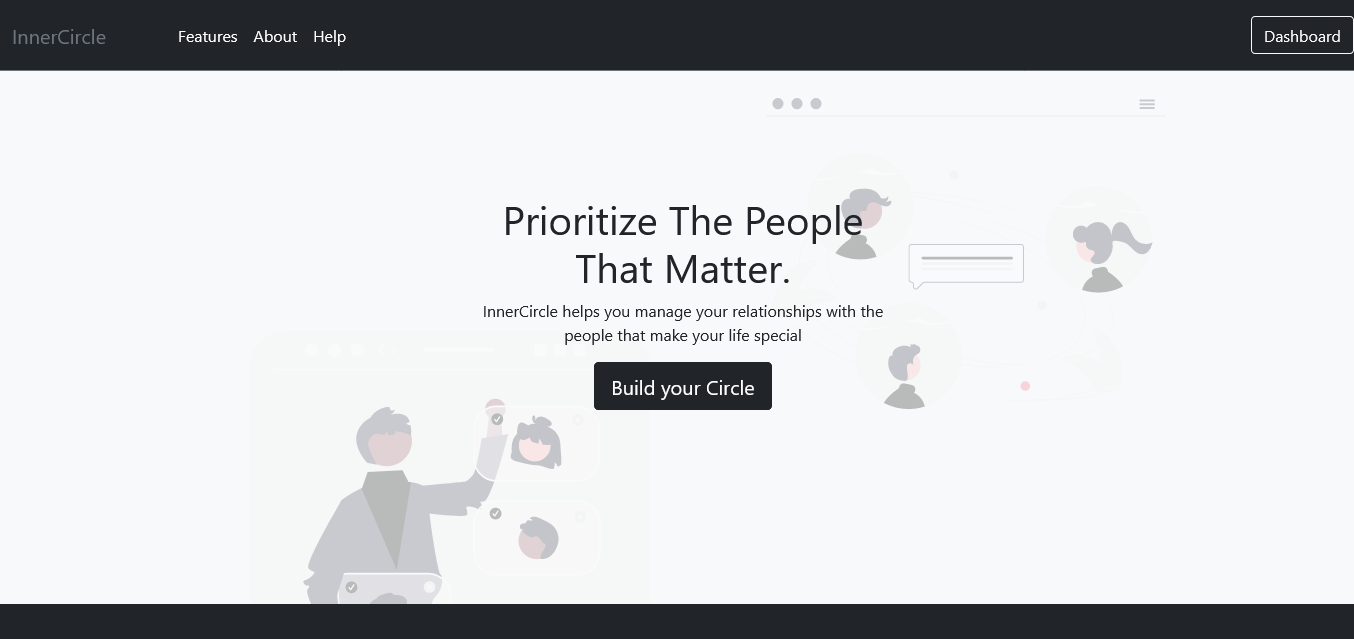 InnerCircle
Features About Help
Dashboard
Prioritize The People
That Matter.
InnerCircle helps you manage your relationships with the
people that make your life special
Build your Circle